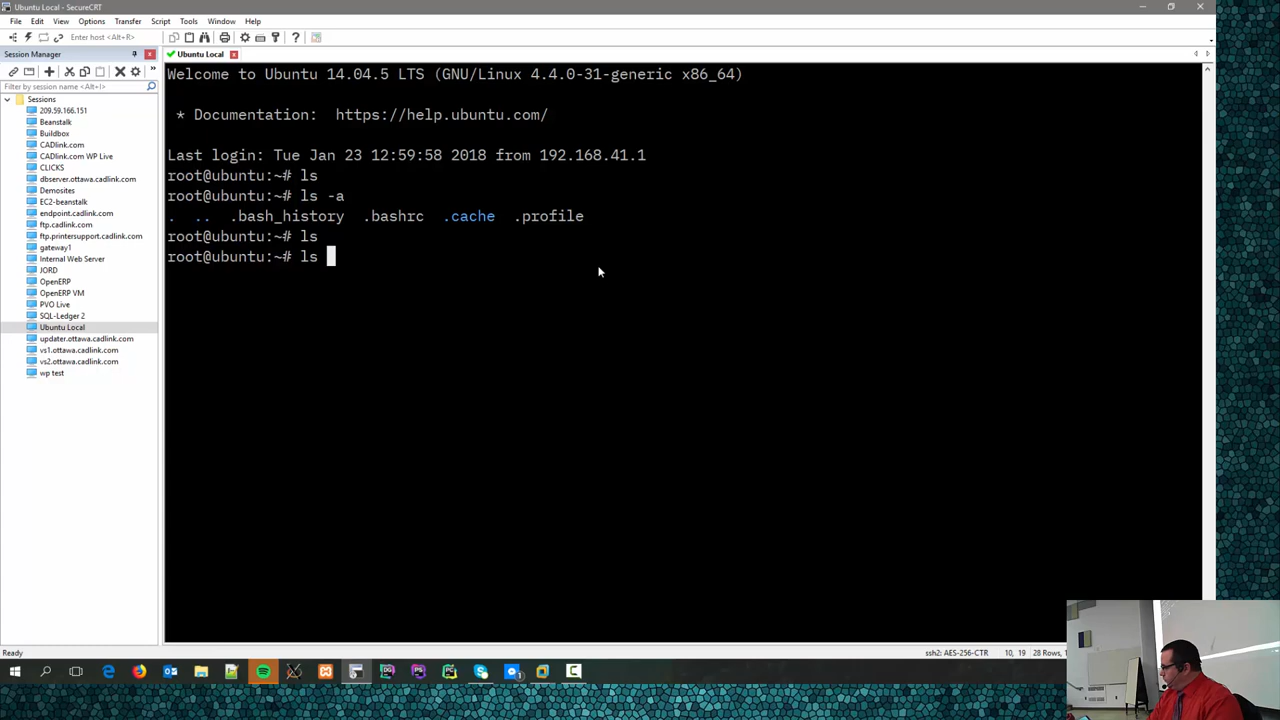 Ubuntu Local - SecureCRT
File Edit View Options Transfer Script Tools Window Help
Enter host <Alt+R>
Session Manager
Ubuntu Local
Filter by session name <Alt+I>
Sessions
209.59.166.151
Beanstalk
Buildbox
CADlink.com
CADlink.com WP Live
CLICKS
dbserver.ottawa.cadlink.com
Demosites
EC2-beanstalk
endpoint.cadlink.com
ftp.cadlink.com
ftp.printersupport.cadlink.com
gateway1
Internal Web Server
JORD
OpenERP
OpenERP VM
PVO Live
SQL-Ledger 2
Ubuntu Local
updater.ottawa.cadlink.com
vs1.ottawa.cadlink.com
vs2.ottawa.cadlink.com
wp test
Welcome to Ubuntu 14.04.5 LTS (GNU/Linux 4.4.0-31-generic x86_64)
* Documentation: https://help.ubuntu.com/
Last login: Tue Jan 23 12:59:58 2018 from 192.168.41.1
root@ubuntu:~# ls
root@ubuntu:~# ls -a
. .. .bash_history .bashrc .cache .profile
root@ubuntu:~# ls
root@ubuntu:~# ls
Ready
ssh2: AES-256-CTR 10, 19 28 Rows,